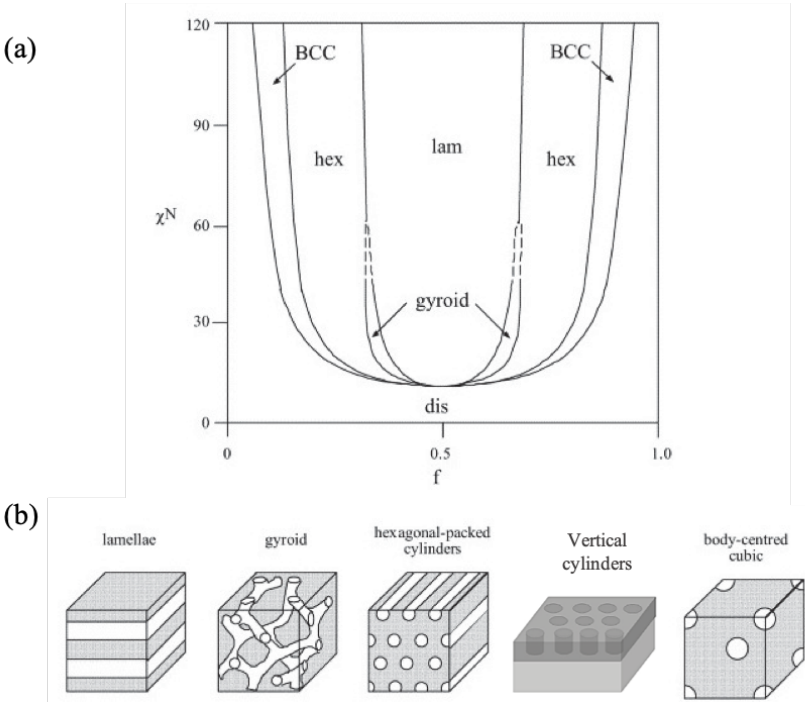 (a)
120
BCC
BCC
90
hex
lam
hex
χN
60
gyroid
30
dis
0
0
0.5
1.0
f
(b)
lamellae
gyroid
hexagonal-packed
cylinders
Vertical
cylinders
body-centred
cubic